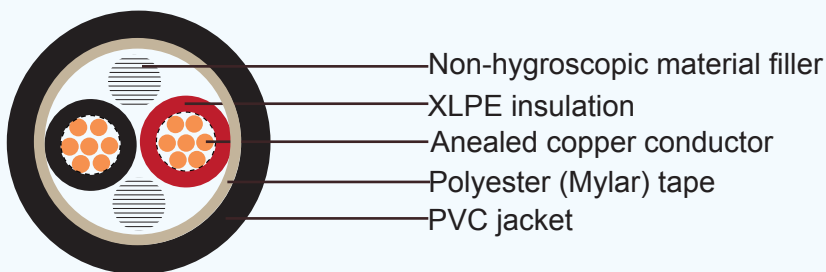 Non-hygroscopic material filler
XLPE insulation
Anealed copper conductor
Polyester (Mylar) tape
PVC jacket